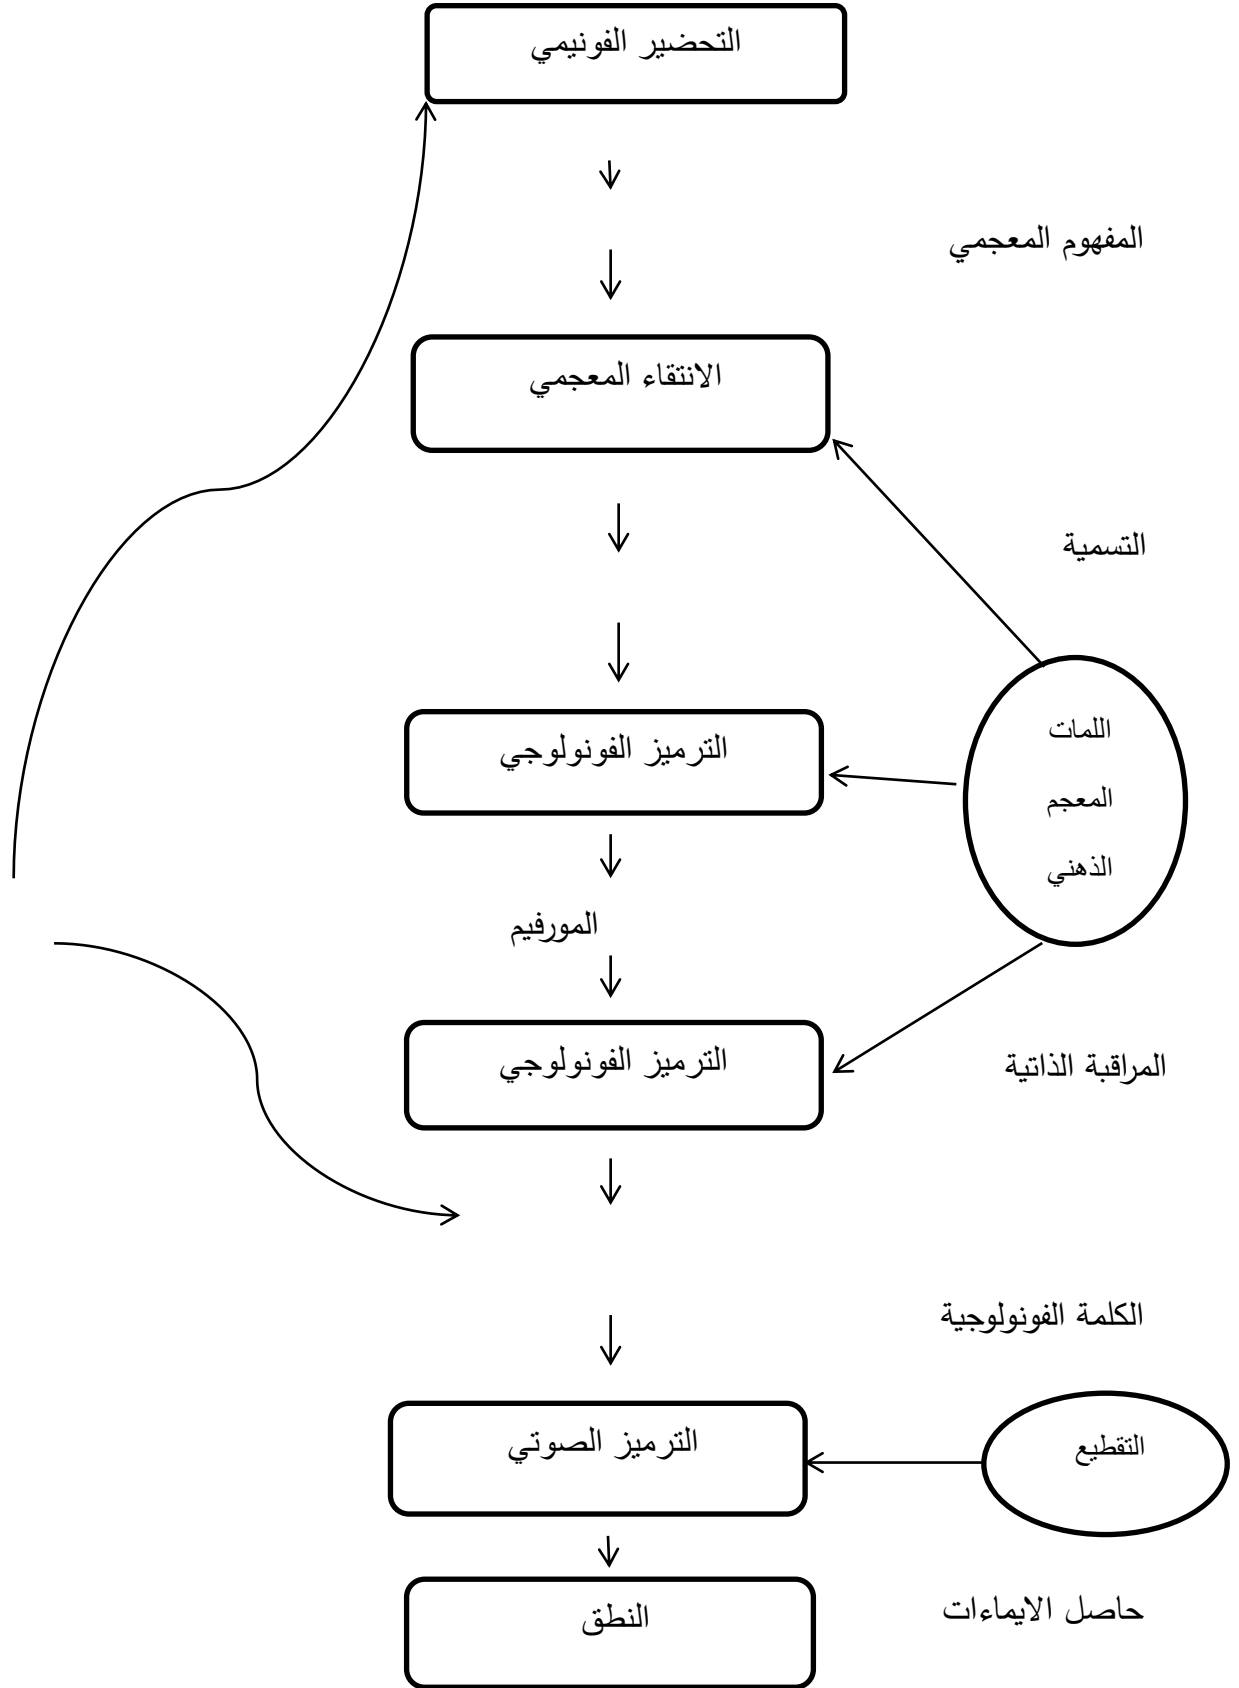 التحضير الفونيمي
المفهوم المعجمي
الانتقاء المعجمي
التسمية
اللمات
المعجم
الذهني
الترميز الفونولوجي
المورفيم
الترميز الفونولوجي
المراقبة الذاتية
الكلمة الفونولوجية
الترميز الصوتي
التقطيع
حاصل الايماءات
النطق